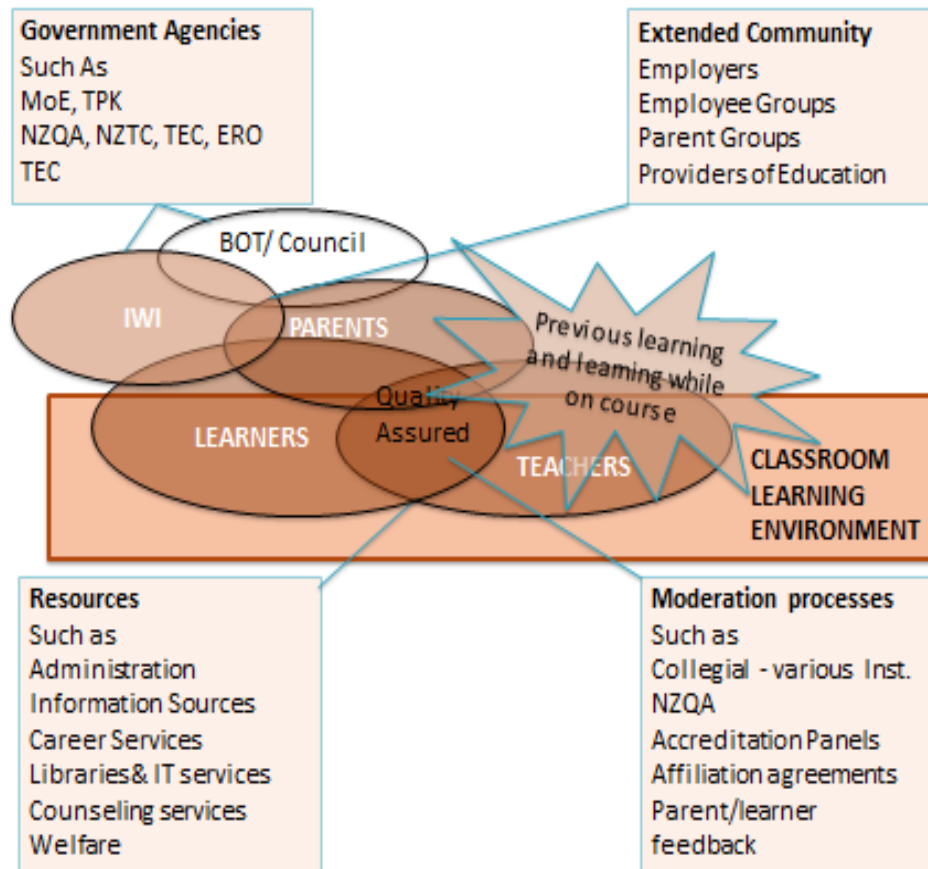 Government Agencies
Such As
MoE, TPK
NZQA, NZTC, TEC, ERO
TEC
Extended Community
Employers
Employee Groups
Parent Groups
Providers of Education
BOT/ Council
IWI
PARENTS
Previous learning
and learning while
on course
Quality
Assured
LEARNERS
TEACHERS
CLASSROOM
LEARNING
ENVIRONMENT
Resources
Such as
Administration
Information Sources
Career Services
Libraries& IT services
Counseling services
Welfare
Moderation processes
Such as
Collegial - various Inst.
NZQA
Accreditation Panels
Affiliation agreements
Parent/learner
feedback